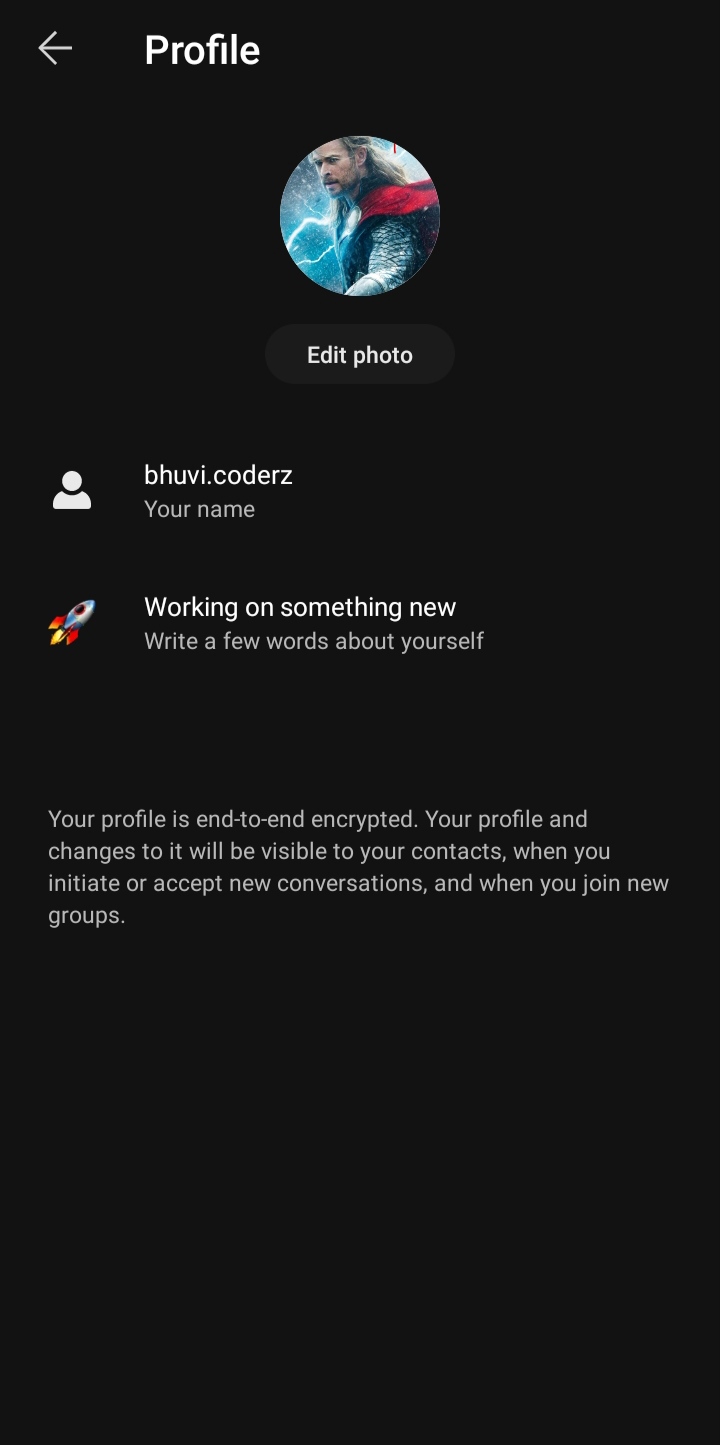 Profile
Edit photo
bhuvi.coderz
Your name
Working on something new
Write a few words about yourself
Your profile is end-to-end encrypted. Your profile and
changes to it will be visible to your contacts, when you
initiate or accept new conversations, and when you join new
groups.